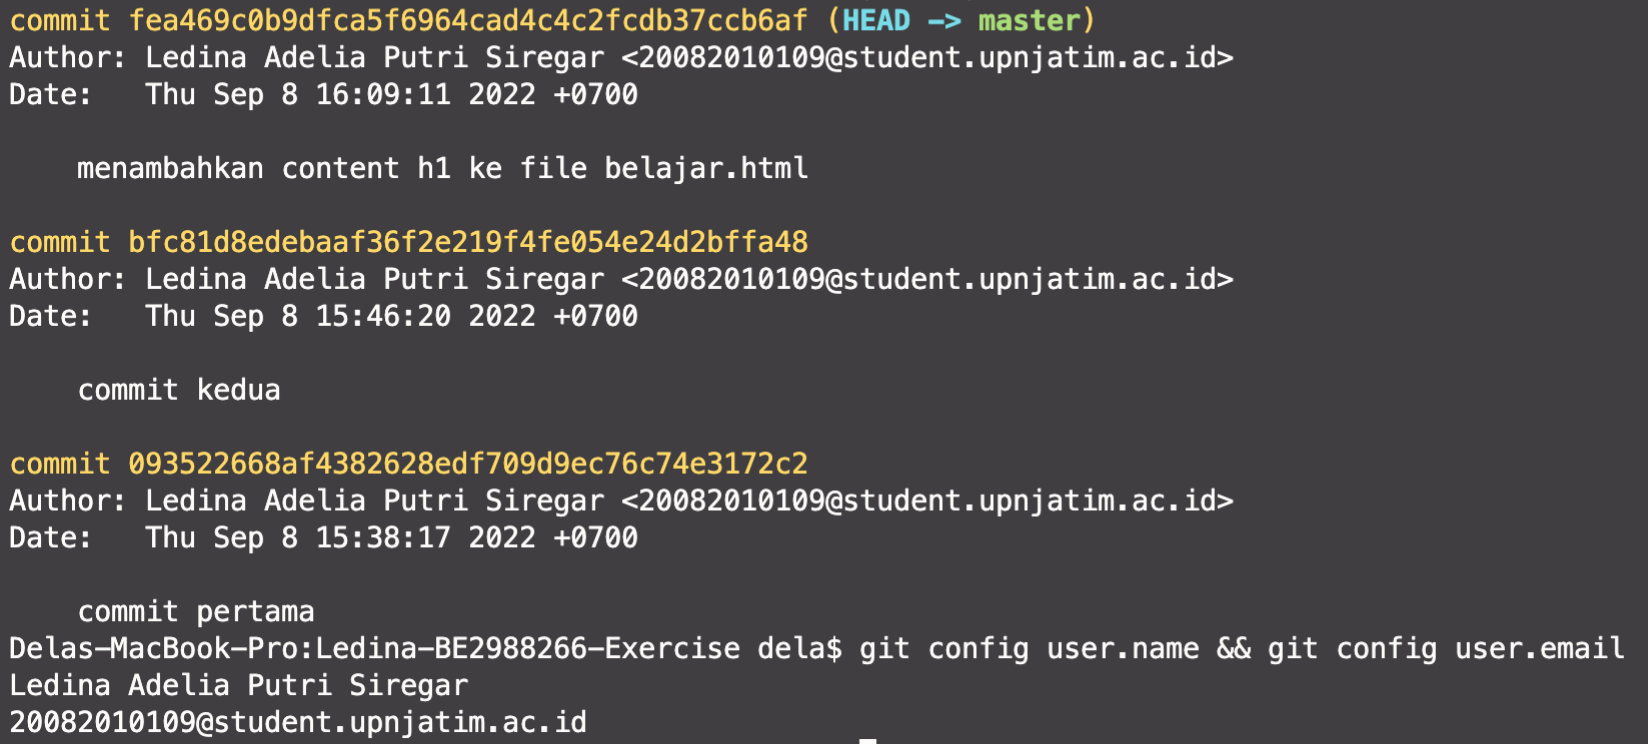 commit fea469c0b9dfca5f6964cad4c4c2fcdb37ccb6af (HEAD -> master)
Author: Ledina Adelia Putri Siregar <20082010109@student.upnjatim.ac.id>
Date:   Thu Sep 8 16:09:11 2022 +0700
menambahkan content h1 ke file belajar.html
commit bfc81d8edebaaf36f2e219f4fe054e24d2bffa48
Author: Ledina Adelia Putri Siregar <20082010109@student.upnjatim.ac.id>
Date:   Thu Sep 8 15:46:20 2022 +0700
commit kedua
commit 093522668af4382628edf709d9ec76c74e3172c2
Author: Ledina Adelia Putri Siregar <20082010109@student.upnjatim.ac.id>
Date:   Thu Sep 8 15:38:17 2022 +0700
commit pertama
Delas-MacBook-Pro:Ledina-BE2988266-Exercise dela$ git config user.name && git config user.email
Ledina Adelia Putri Siregar
20082010109@student.upnjatim.ac.id